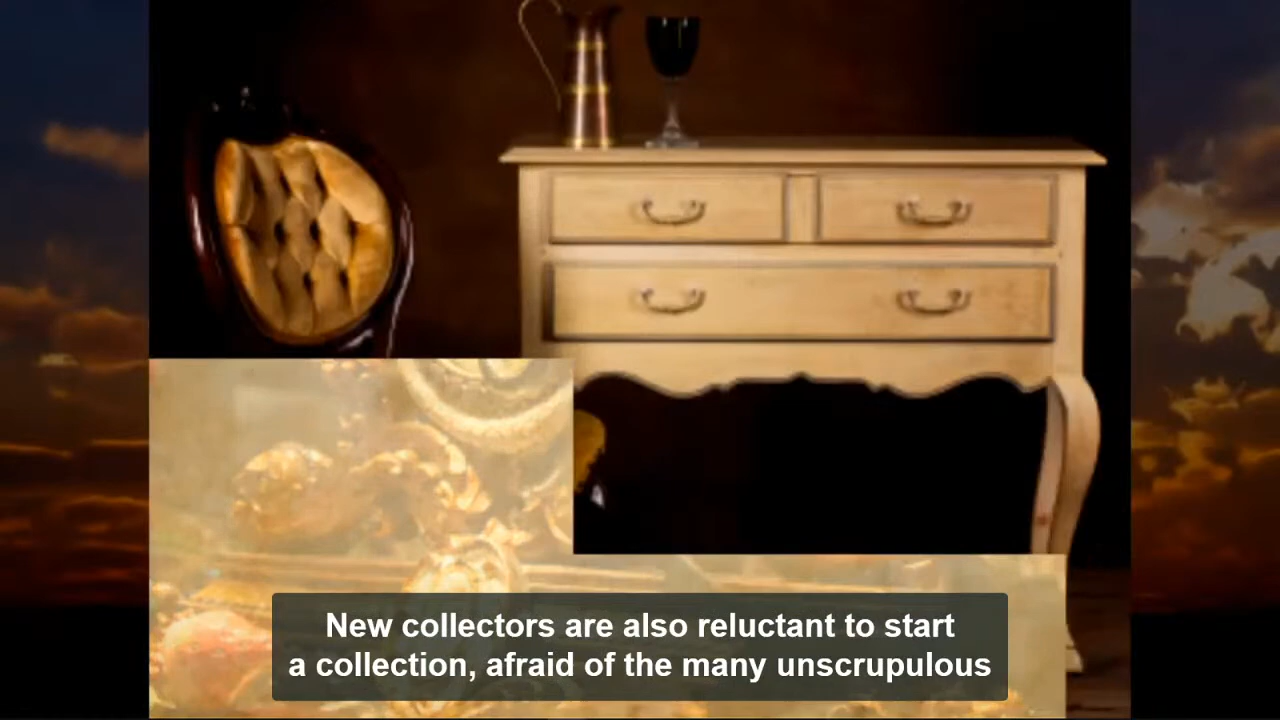 New collectors are also reluctant to start
a collection, afraid of the many unscrupulous